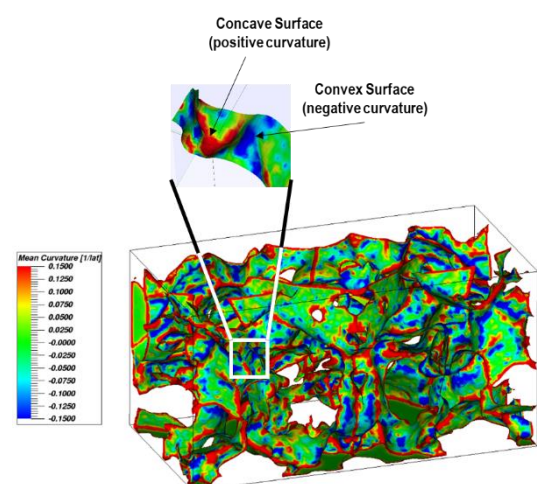 Concave Surface
(positive curvature)
Convex Surface
(negative curvature)
Mean Curvature [1/lat]
0.1500
0.1250
0.1000
0.0750
0.0500
0.0250
-0.0000
-0.0250
-0.0500
-0.0750
-0.1000
-0.1250
-0.1500